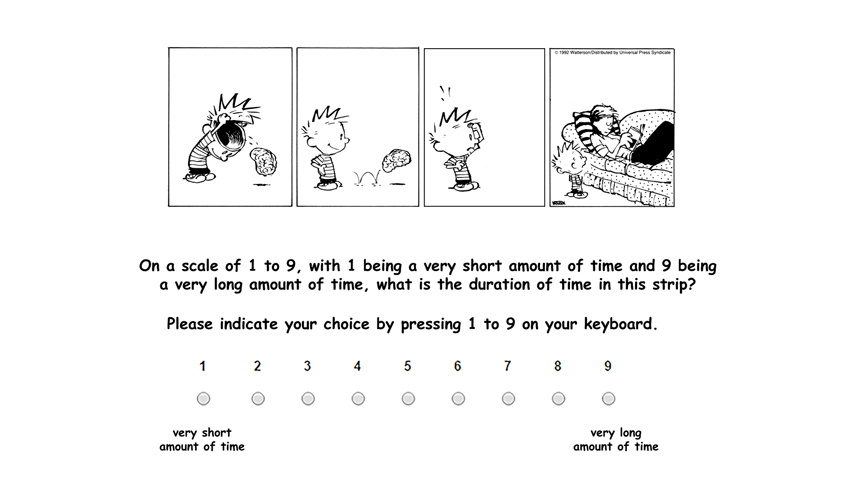 © 1992 Watterson/Distributed by Universal Press Syndicate
On a scale of 1 to 9, with 1 being a very short amount of time and 9 being
a very long amount of time, what is the duration of time in this strip?
Please indicate your choice by pressing 1 to 9 on your keyboard.
1 2 3 4 5 6 7 8 9
very short
amount of time
very long
amount of time